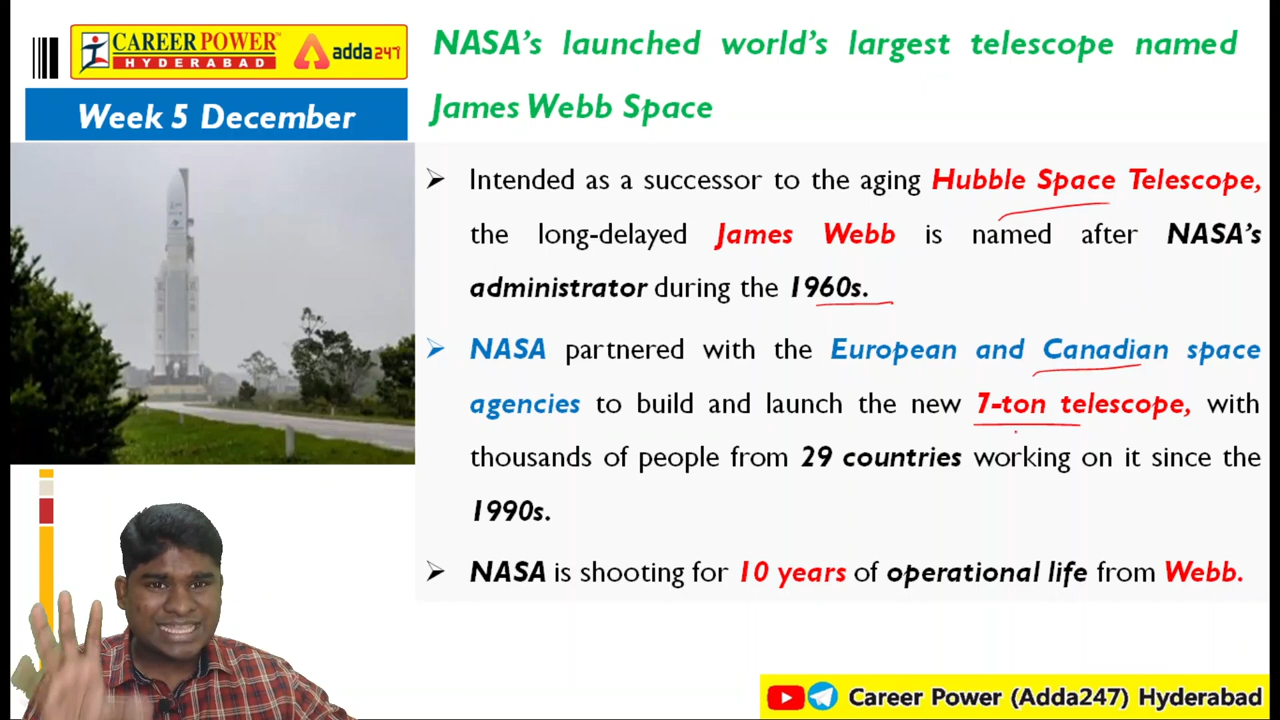 CAREER POWER
HYDERABAD
adda247
Week 5 December
NASA's launched world's largest telescope named
James Webb Space
Intended as a successor to the aging Hubble Space Telescope,
the long-delayed James Webb is named after NASA's
administrator during the 1960s.
NASA partnered with the European and Canadian space
agencies to build and launch the new 7-ton telescope, with
thousands of people from 29 countries working on it since the
1990s.
NASA is shooting for 10 years of operational life from Webb.
Career Power (Adda247) Hyderabad